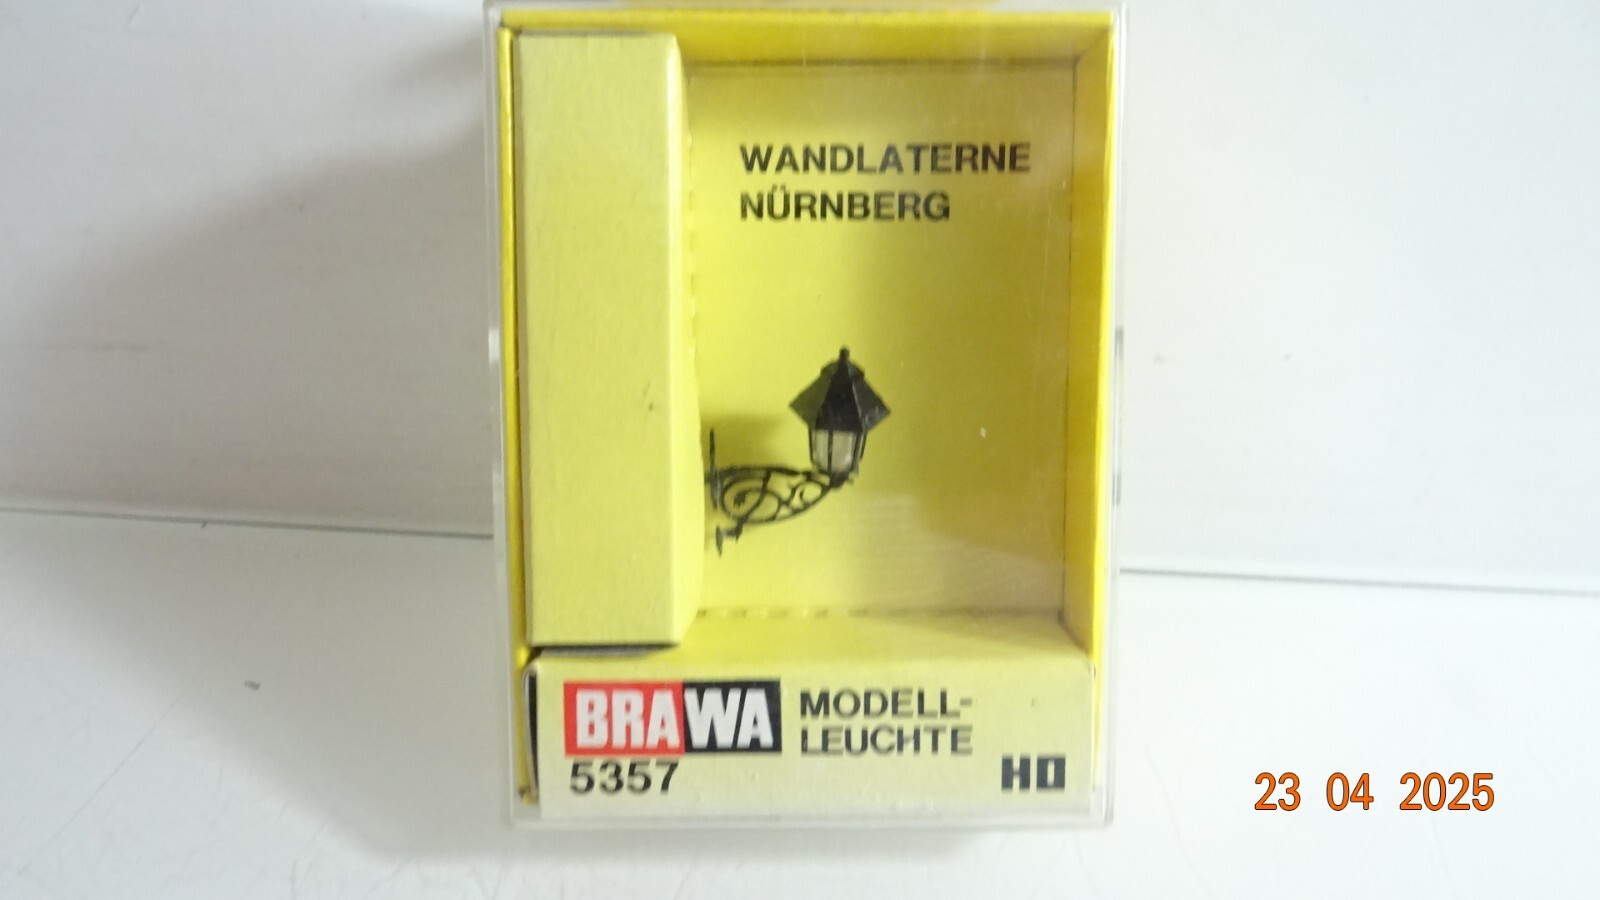 WANDLATERNE
NÜRNBERG
BRAWA
MODELL-
LEUCHTE
5357
H0
23 04 2025